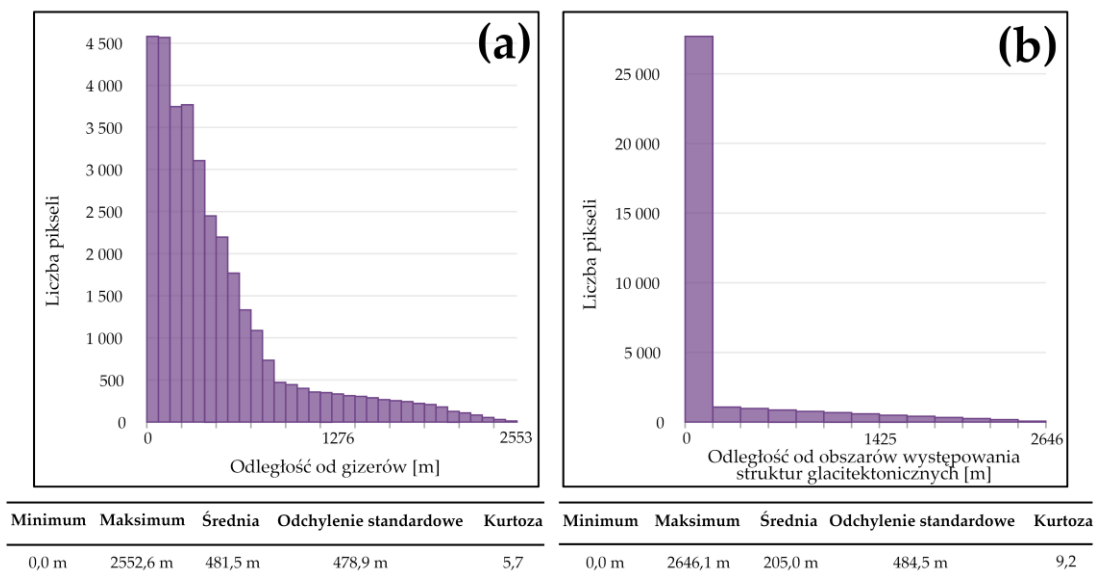 (a)
Liczba pikseli
4 500
4 000
3 500
3 000
2 500
2 000
1 500
1 000
500
0
0 1276 2553
Odległość od gizerów [m]
Minimum Maksimum Średnia Odchylenie standardowe Kurtoza
0,0 m 2552,6 m 481,5 m 478,9 m 5,7
(b)
Liczba pikseli
25 000
20 000
15 000
10 000
5 000
0
0 1425 2646
Odległość od obszarów występowania
struktur glacitektonicznych [m]
Minimum Maksimum Średnia Odchylenie standardowe Kurtoza
0,0 m 2646,1 m 205,0 m 484,5 m 9,2